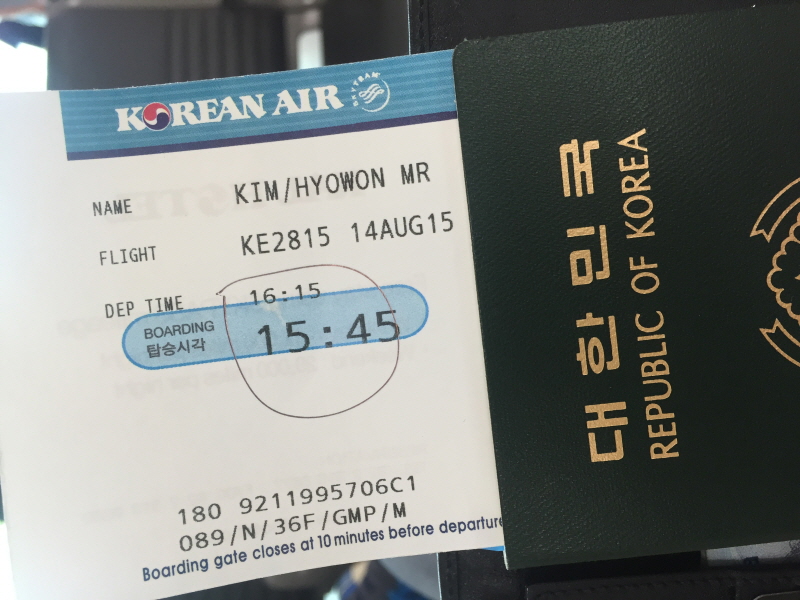 KOREAN AIR
SKYTEAM
NAME KIM/HYOWON MR
FLIGHT KE2815 14AUG15
DEP TIME 16:15
BOARDING
탑승시각
15:45
180 9211995706C1
089/N/36F/GMP/M
Boarding gate closes at 10 minutes before departure
대한민국
REPUBLIC OF KOREA